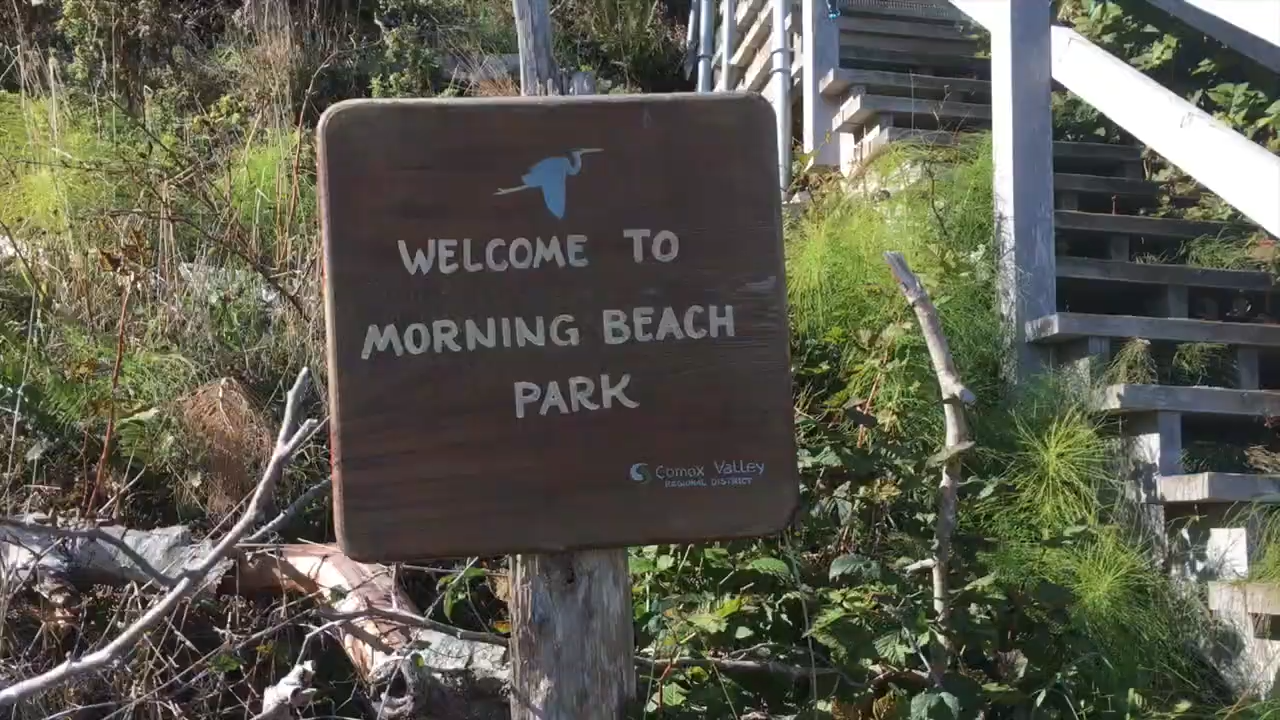 WELCOME TO
MORNING BEACH
PARK
Comox Valley
REGIONAL DISTRICT